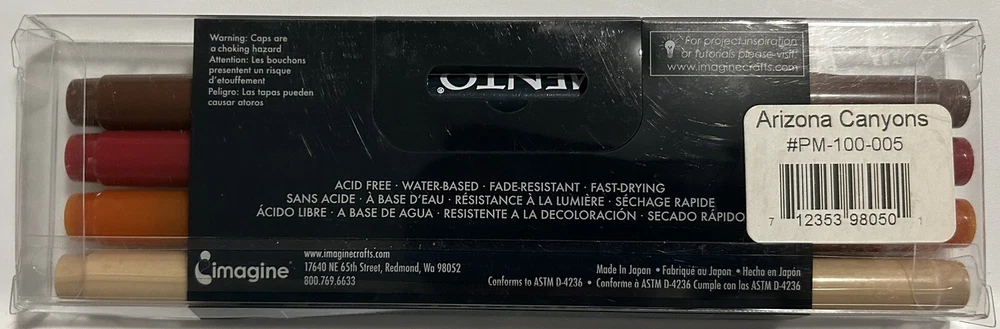 Warning: Caps are
a choking hazard
Attention: Les bouchons
presentent un risque
d'etouffement
Peligro: Las tapas pueden
causar atoros
MENTO®
For project inspiration
or tutorials please visit:
www.imaginecrafts.com
Arizona Canyons
#PM-100-005
7 12353 98050 1
ACID FREE · WATER-BASED · FADE-RESISTANT · FAST-DRYING
SANS ACIDE · À BASE D'EAU · RÉSISTANCE À LA LUMIÈRE · SÉCHAGE RAPIDE
ÁCIDO LIBRE · A BASE DE AGUA · RESISTENTE A LA DECOLORACIÓN · SECADO RÁPIDO
imagine
www.imaginecrafts.com
17640 NE 65th Street, Redmond, Wa 98052
800.769.6633
Made In Japan • Fabriqué au Japon • Hecho en Japón
Conforms to ASTM D-4236 • Conforme à ASTM D-4236 Cumple con las ASTM D-4236